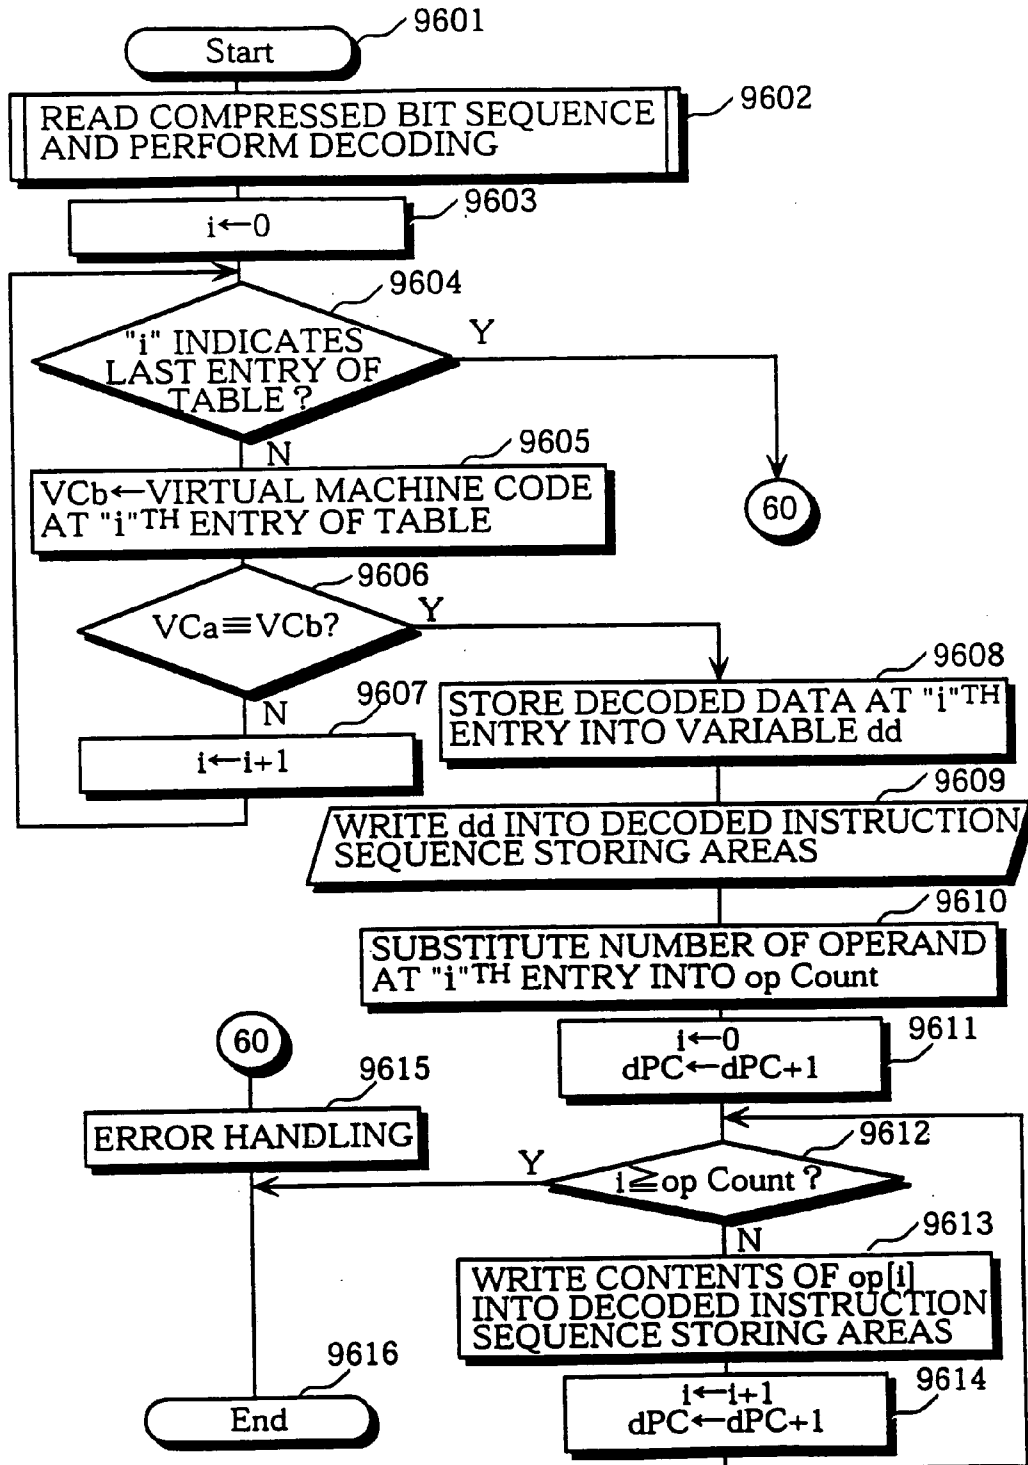 9601
Start
9602
READ COMPRESSED BIT SEQUENCE
AND PERFORM DECODING
9603
i←0
9604
"i" INDICATES
LAST ENTRY OF
TABLE ?
Y
N
9605
VCb←VIRTUAL MACHINE CODE
AT "i"TH ENTRY OF TABLE
60
9606
VCa≡VCb?
Y
N
9607
i←i+1
9608
STORE DECODED DATA AT "i"TH
ENTRY INTO VARIABLE dd
9609
WRITE dd INTO DECODED INSTRUCTION
SEQUENCE STORING AREAS
9610
SUBSTITUTE NUMBER OF OPERAND
AT "i"TH ENTRY INTO op Count
9611
i←0
dPC←dPC+1
60
9615
ERROR HANDLING
9612
i≧op Count ?
Y
N
9613
WRITE CONTENTS OF op[i]
INTO DECODED INSTRUCTION
SEQUENCE STORING AREAS
9614
i←i+1
dPC←dPC+1
9616
End